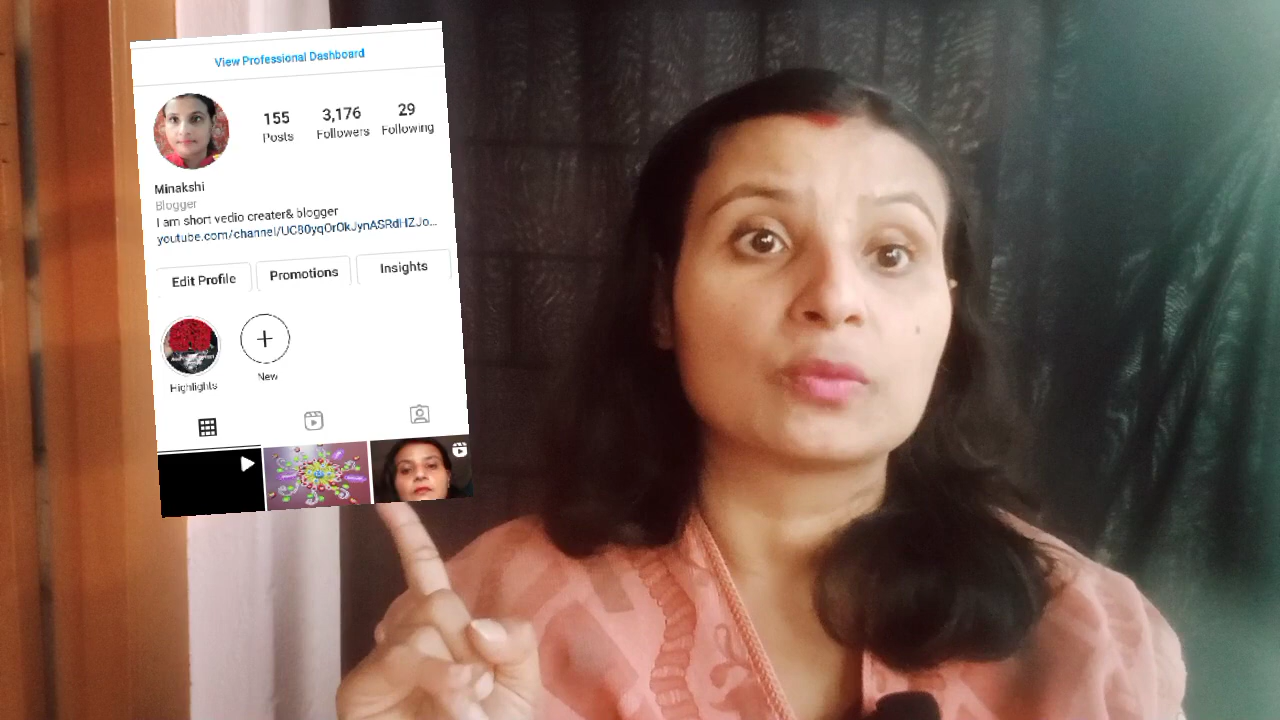 View Professional Dashboard
155 3,176 29
Posts Followers Following
Minakshi
Blogger
I am short vedio creater& blogger
youtube.com/channel/UC80yqOrOkJynASRdHZJo...
Edit Profile Promotions Insights
Highlights New